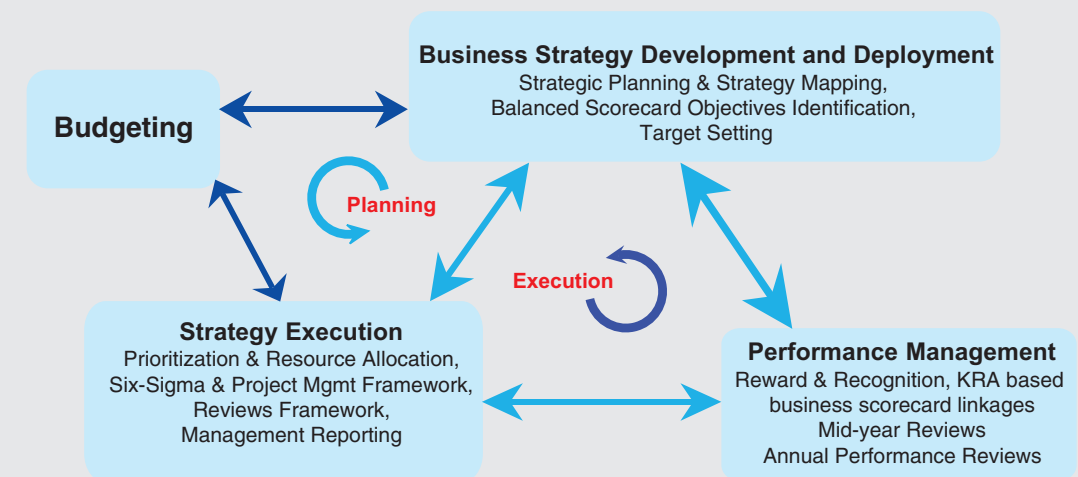 Business Strategy Development and Deployment
Strategic Planning & Strategy Mapping,
Balanced Scorecard Objectives Identification,
Target Setting
Budgeting
Planning
Execution
Strategy Execution
Prioritization & Resource Allocation,
Six-Sigma & Project Mgmt Framework,
Reviews Framework,
Management Reporting
Performance Management
Reward & Recognition, KRA based
business scorecard linkages
Mid-year Reviews
Annual Performance Reviews